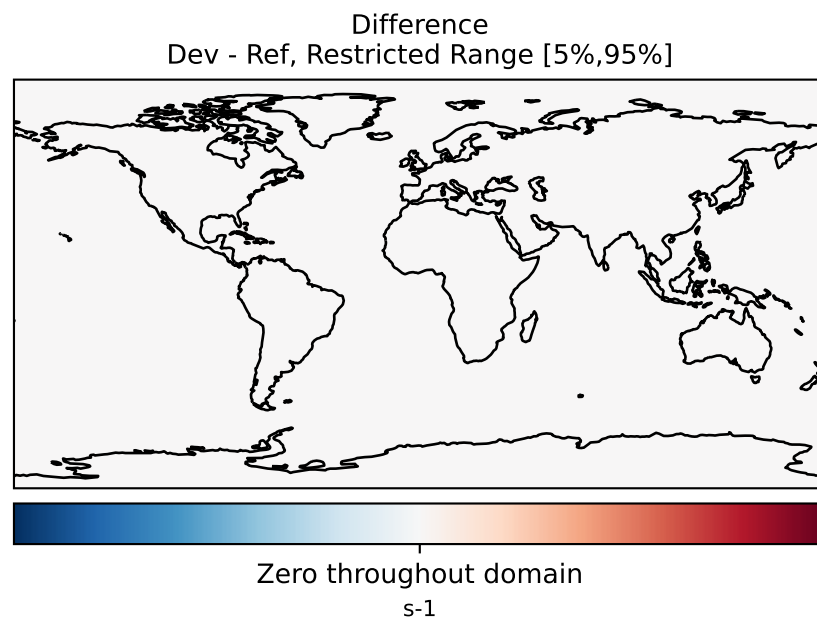 Difference
Dev - Ref, Restricted Range [5%,95%]
Zero throughout domain
s-1